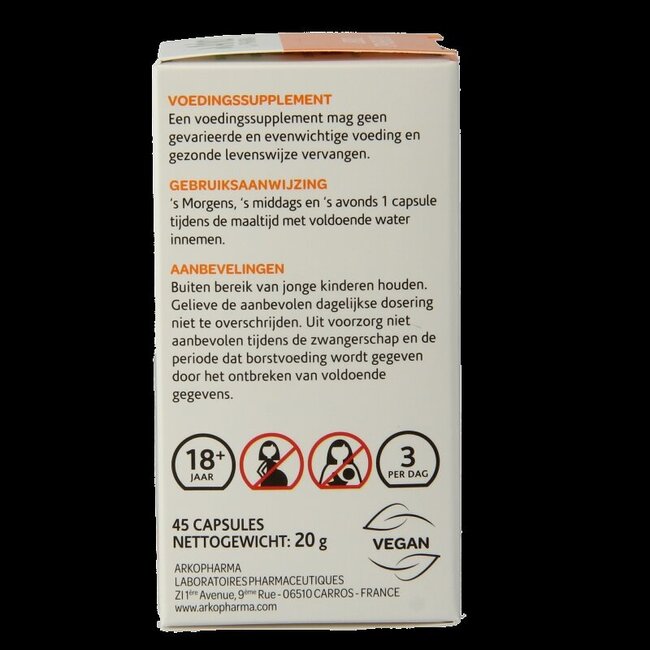 VOEDINGSSUPPLEMENT
Een voedingssupplement mag geen
gevarieerde en evenwichtige voeding en
gezonde levenswijze vervangen.
GEBRUIKSAANWIJZING
‘s Morgens, ‘s middags en ‘s avonds 1 capsule
tijdens de maaltijd met voldoende water
innemen.
AANBEVELINGEN
Buiten bereik van jonge kinderen houden.
Gelieve de aanbevolen dagelijkse dosering
niet te overschrijden. Uit voorzorg niet
aanbevolen tijdens de zwangerschap en de
periode dat borstvoeding wordt gegeven
door het ontbreken van voldoende
gegevens.
18+
JAAR
3
PER DAG
45 CAPSULES
NETTOGEWICHT: 20 g
VEGAN
ARKOPHARMA
LABORATOIRES PHARMACEUTIQUES
ZI 1ère Avenue, 9ème Rue - 06510 CARROS - FRANCE
www.arkopharma.com